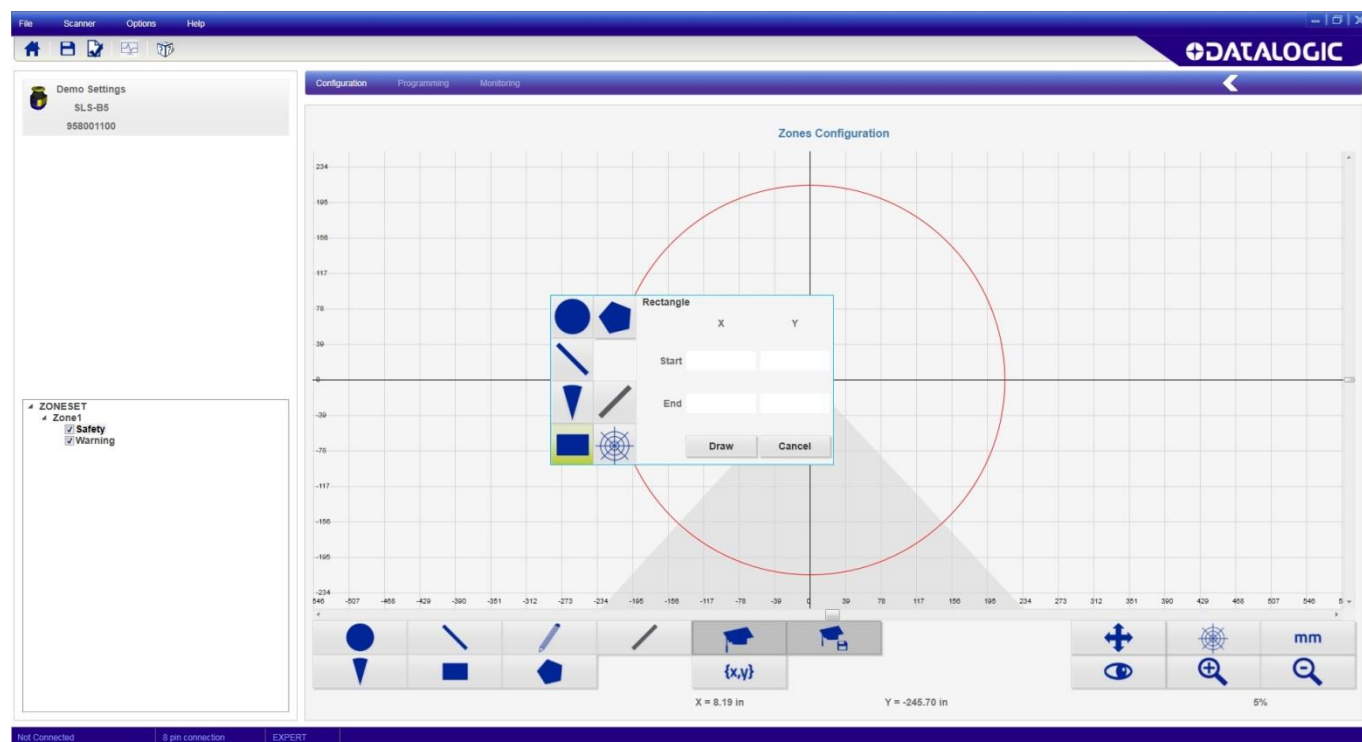 File Scanner Options Help
DATALOGIC
Demo Settings
SLS-B5
958001100
Configuration Programming Monitoring
Zones Configuration
234
195
156
117
78
39
0
-39
-78
-117
-156
-195
-234
546 -507 -468 -429 -390 -351 -312 -273 -234 -195 -156 -117 -78 -39 0 39 78 117 156 195 234 273 312 351 390 429 468 507 546 5
Rectangle
X Y
Start
End
Draw Cancel
ZONESET
Zone1
Safety
Warning
mm
{x,y}
X = 8.19 in Y = -245.70 in 5%
Not Connected 8 pin connection EXPERT